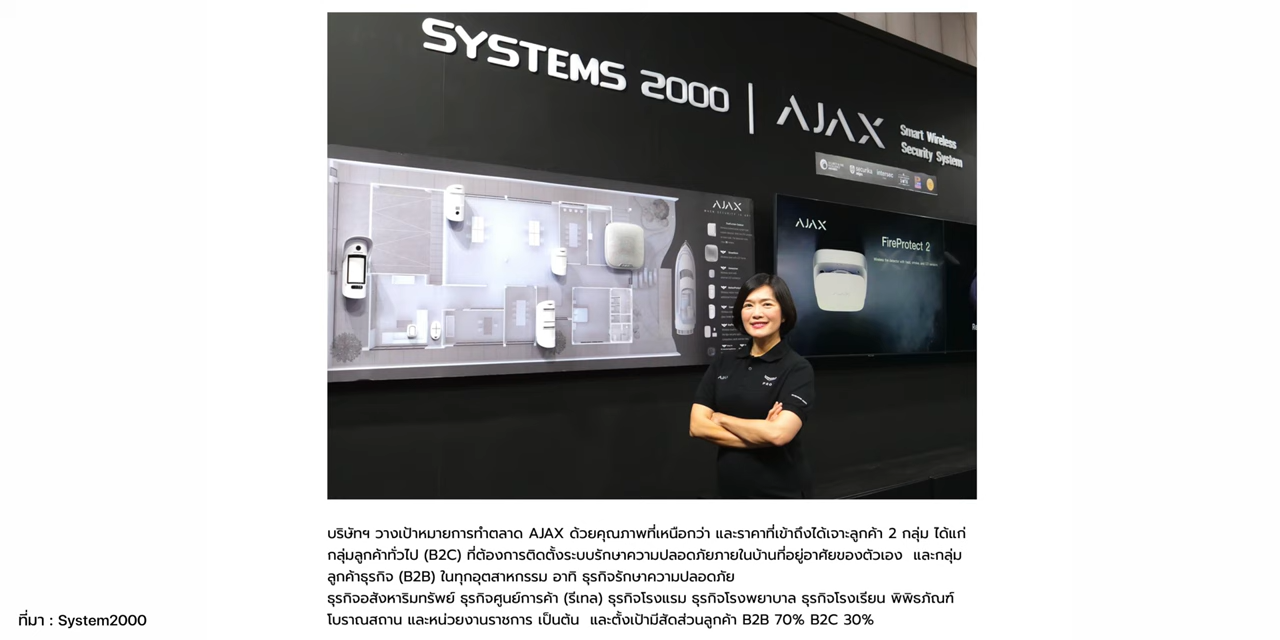 SYSTEMS 2000 | AJAX
Smart Wireless
Security System
AJAX
AJAX
FireProtect 2
AJAX
PRO
บริษัทฯ วางเป้าหมายการทำตลาด AJAX ด้วยคุณภาพที่เหนือกว่า และราคาที่เข้าถึงได้เจาะลูกค้า 2 กลุ่ม ได้แก่
กลุ่มลูกค้าทั่วไป (B2C) ที่ต้องการติดตั้งระบบรักษาความปลอดภัยภายในบ้านที่อยู่อาศัยของตัวเอง และกลุ่ม
ลูกค้าธุรกิจ (B2B) ในทุกอุตสาหกรรม อาทิ ธุรกิจรักษาความปลอดภัย
ธุรกิจอสังหาริมทรัพย์ ธุรกิจศูนย์การค้า (รีเทล) ธุรกิจโรงแรม ธุรกิจโรงพยาบาล ธุรกิจโรงเรียน พิพิธภัณฑ์
โบราณสถาน และหน่วยงานราชการ เป็นต้น และตั้งเป้ามีสัดส่วนลูกค้า B2B 70% B2C 30%
ที่มา : System2000